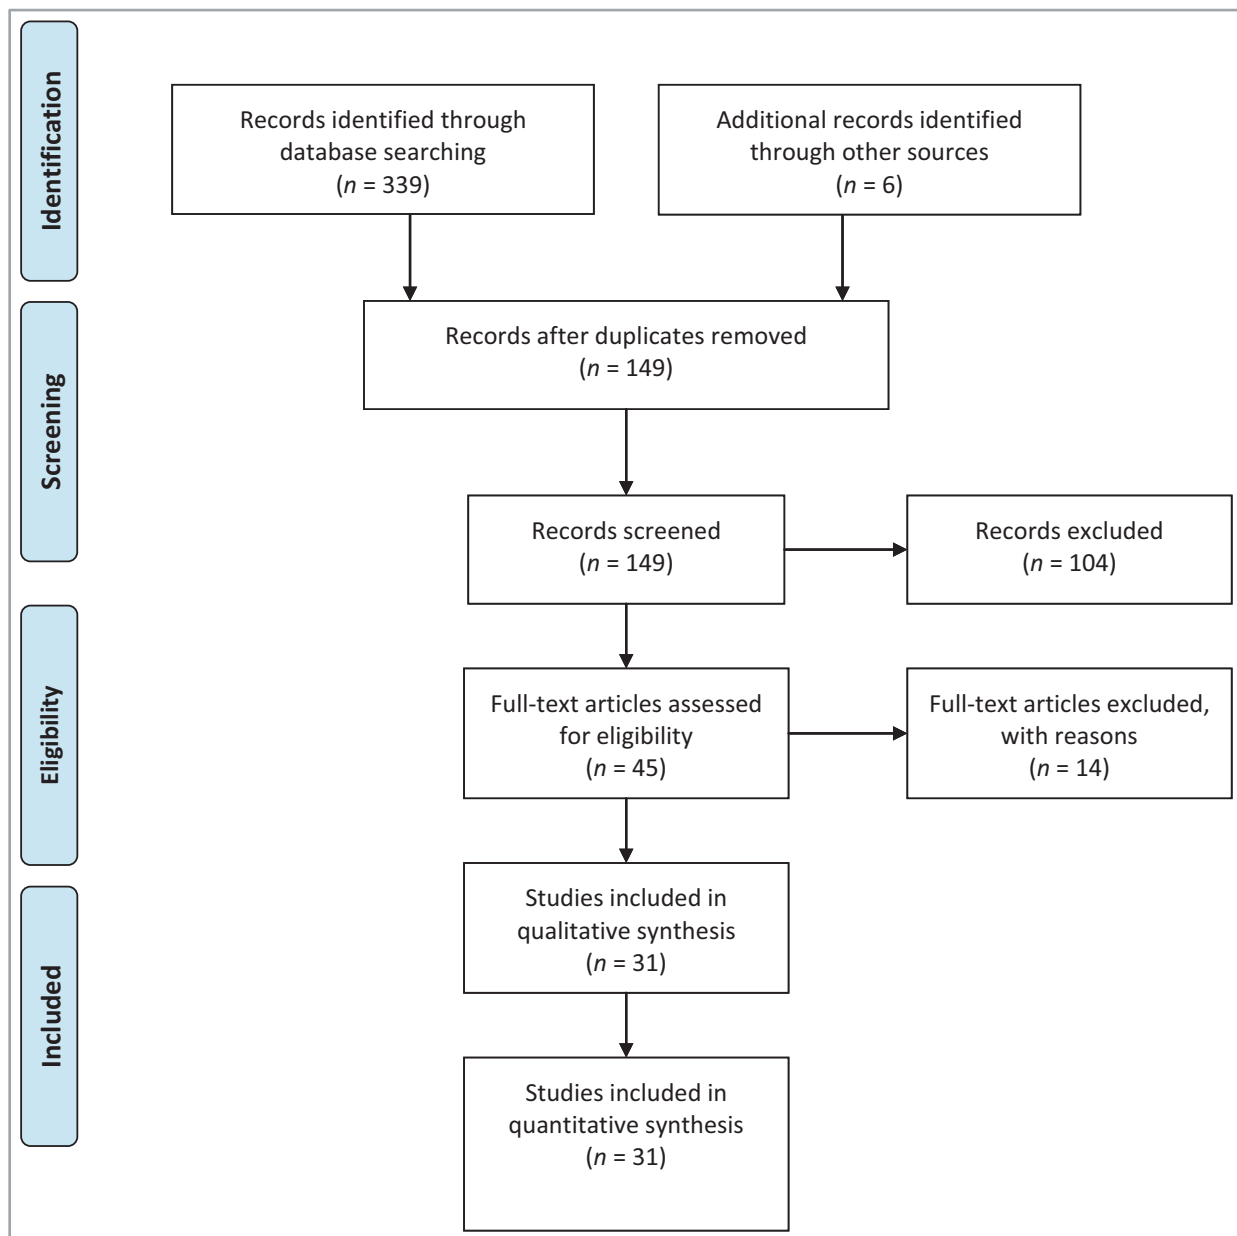 Identification
Records identified through
database searching
(n = 339)
Additional records identified
through other sources
(n = 6)
Screening
Records after duplicates removed
(n = 149)
Records screened
(n = 149)
Records excluded
(n = 104)
Eligibility
Full-text articles assessed
for eligibility
(n = 45)
Full-text articles excluded,
with reasons
(n = 14)
Included
Studies included in
qualitative synthesis
(n = 31)
Studies included in
quantitative synthesis
(n = 31)